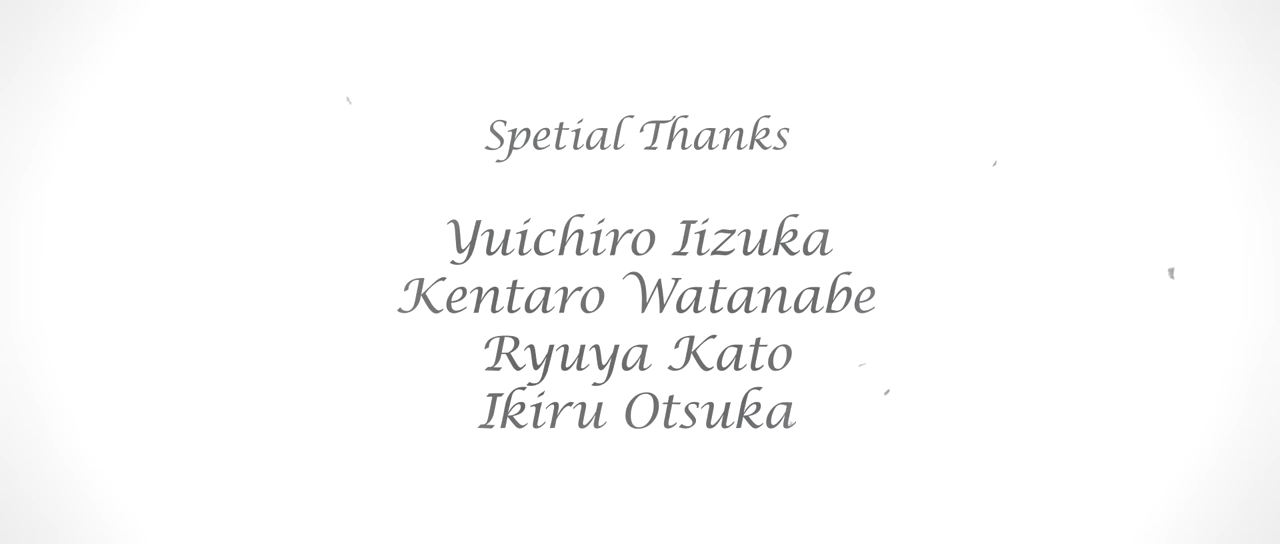 Spetial Thanks
Yuichiro Iizuka
Kentaro Watanabe
Ryuya Kato
Ikiru Otsuka